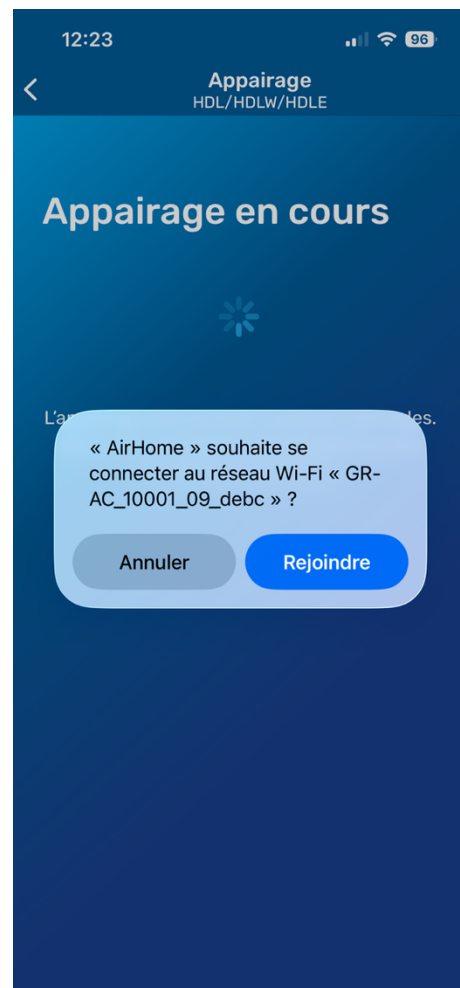 12:23
96
Appairage
HDL/HDLW/HDLE
Appairage en cours
« AirHome » souhaite se
connecter au réseau Wi-Fi « GR-
AC_10001_09_debc » ?
Annuler
Rejoindre